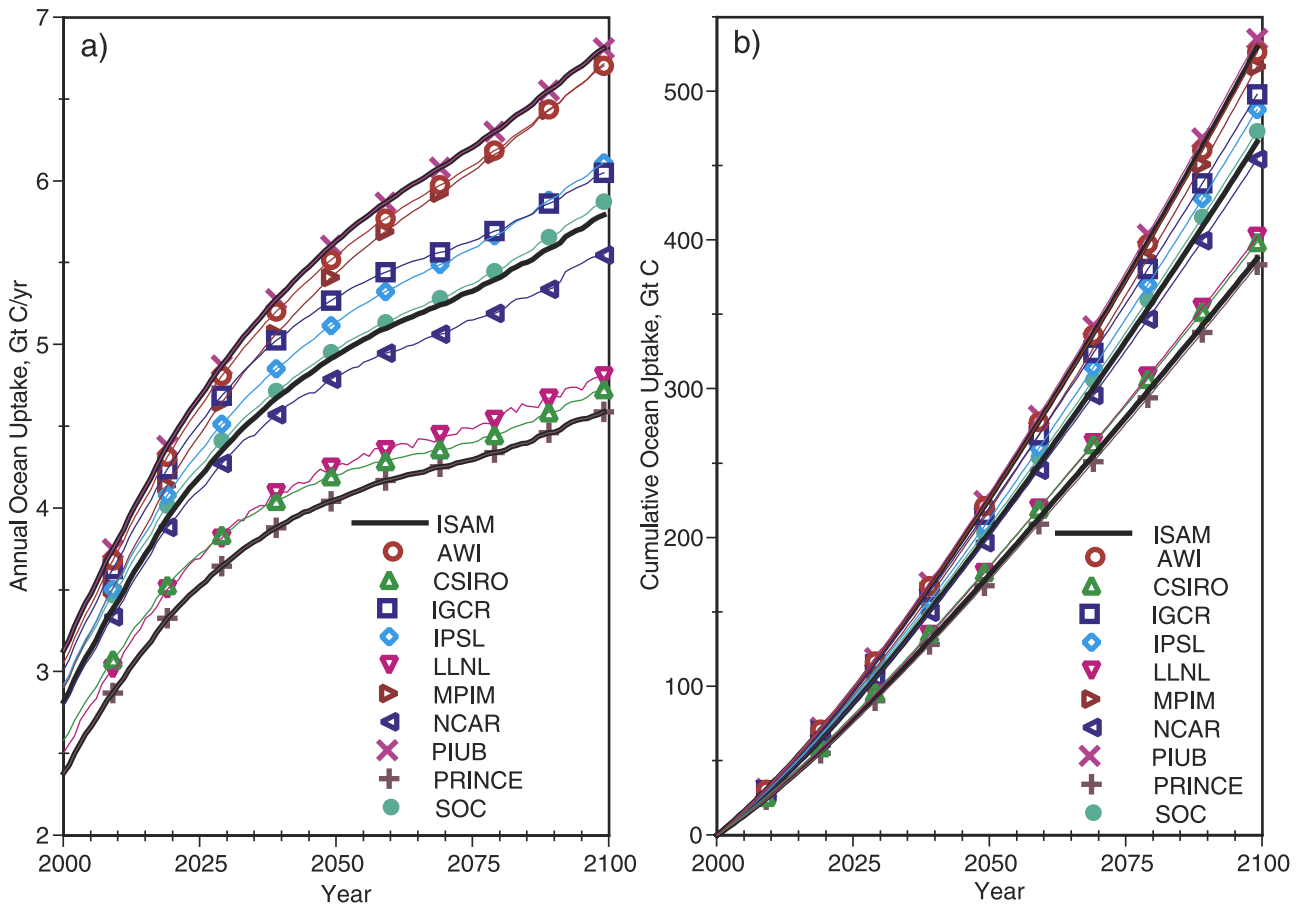 a)
Annual Ocean Uptake, Gt C/yr
7
6
5
4
3
2
ISAM
AWI
CSIRO
IGCR
IPSL
LLNL
MPIM
NCAR
PIUB
PRINCE
SOC
2000
2025
2050
2075
2100
Year
b)
Cumulative Ocean Uptake, Gt C
500
400
300
200
100
0
ISAM
AWI
CSIRO
IGCR
IPSL
LLNL
MPIM
NCAR
PIUB
PRINCE
SOC
2000
2025
2050
2075
2100
Year